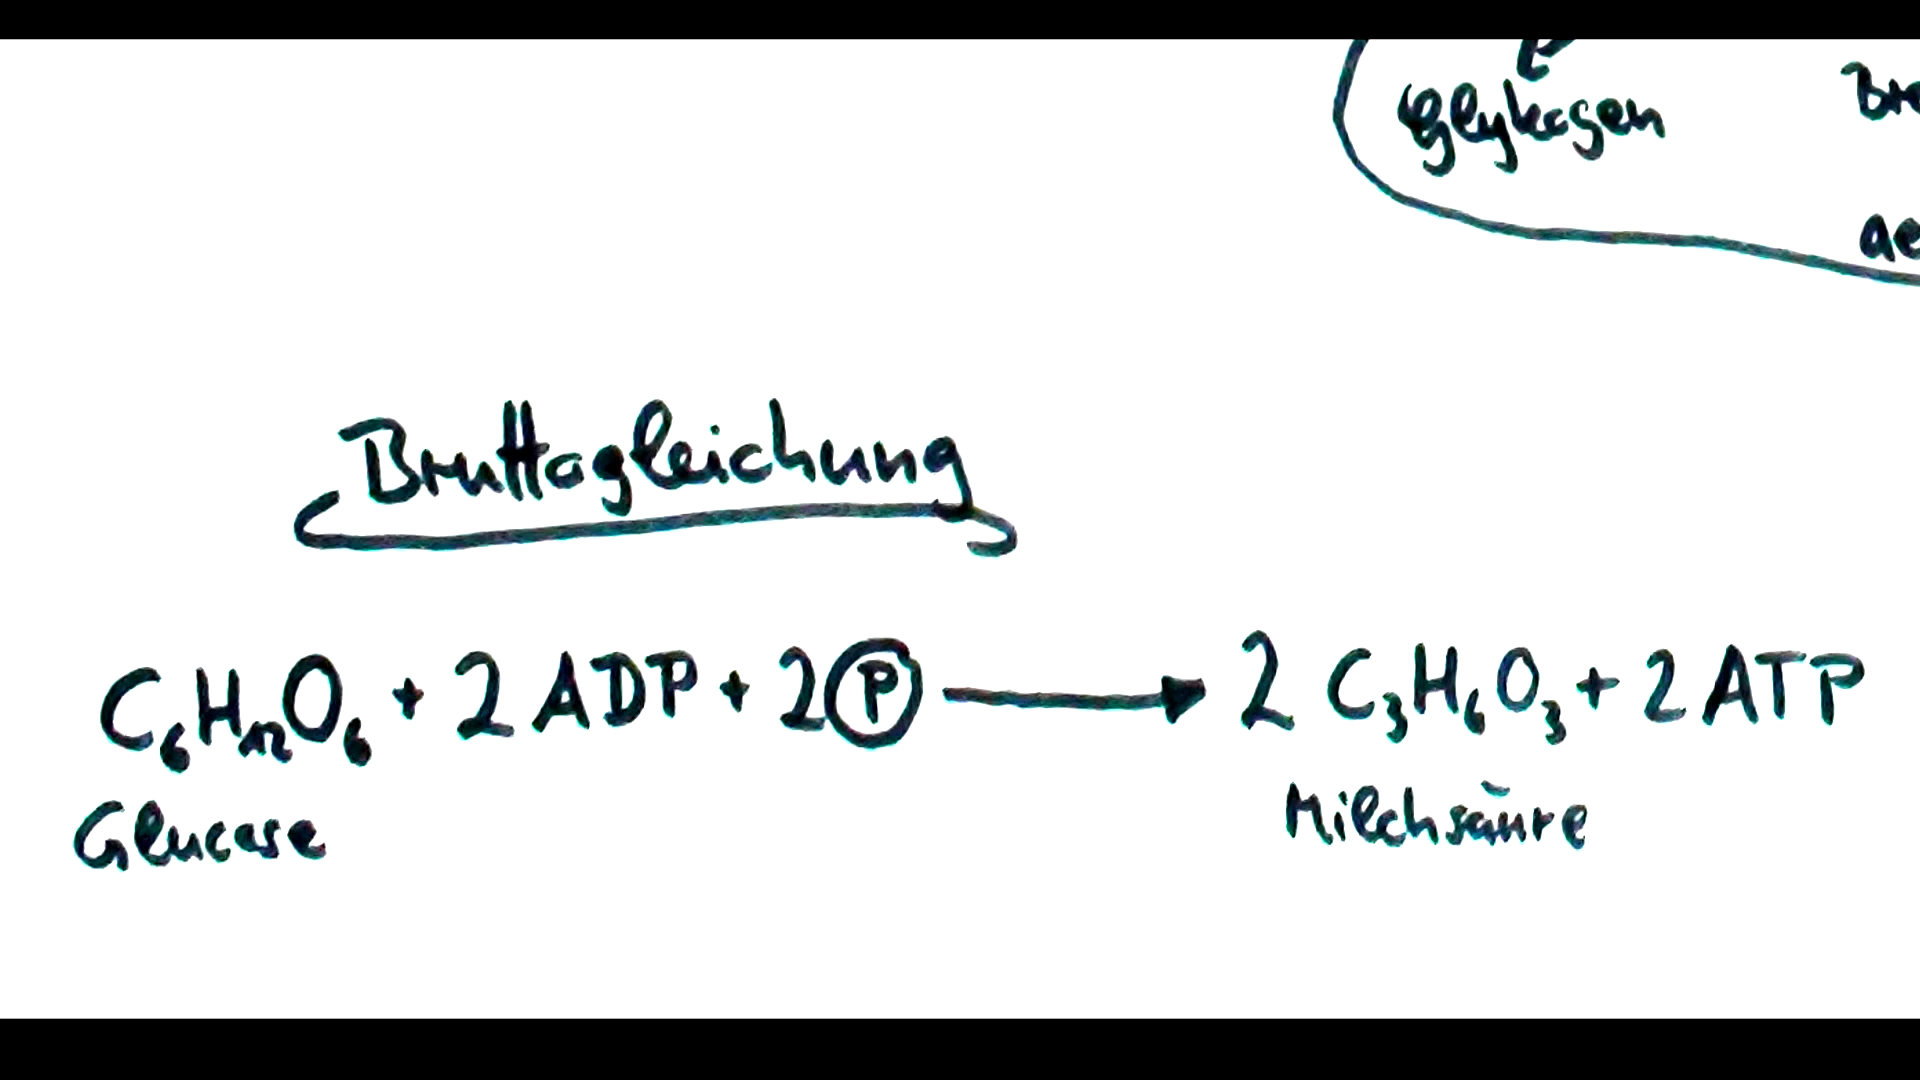 Glykogen
Bruttogleichung
C₆H₁₂O₆ + 2 ADP + 2 P → 2 C₃H₆O₃ + 2 ATP
Glucose Milchsäure